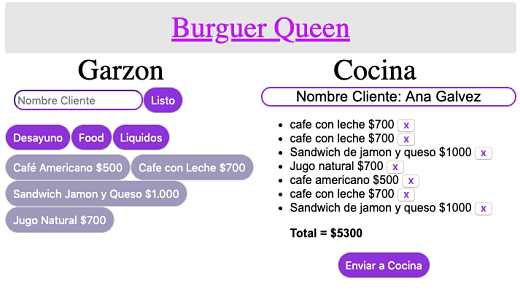 Burguer Queen
Garzon
Nombre Cliente
Listo
Desayuno
Food
Liquidos
Café Americano $500
Cafe con Leche $700
Sandwich Jamon y Queso $1.000
Jugo Natural $700
Cocina
Nombre Cliente: Ana Galvez
cafe con leche $700 x
cafe con leche $700 x
Sandwich de jamon y queso $1000 x
Jugo natural $700 x
cafe americano $500 x
cafe con leche $700 x
Sandwich de jamon y queso $1000 x
Total = $5300
Enviar a Cocina